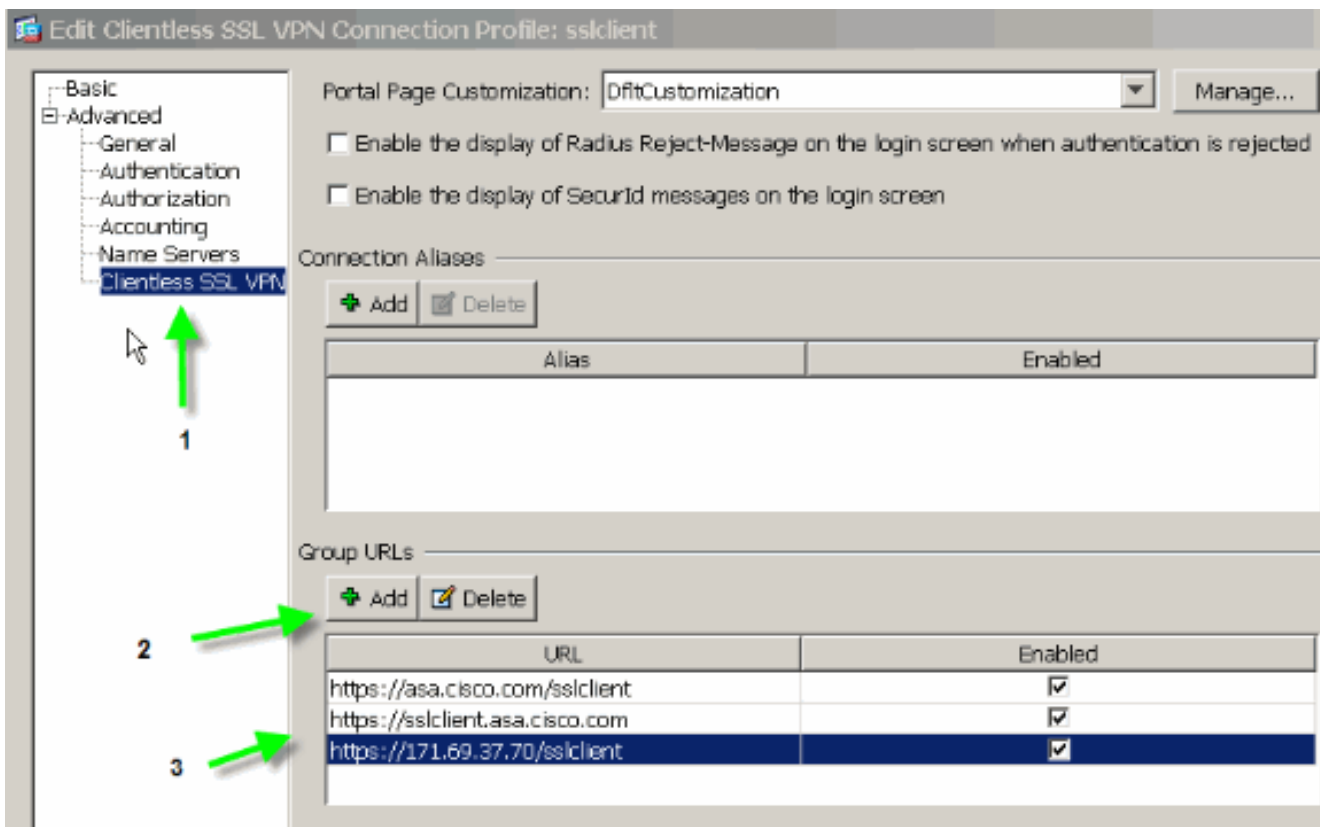 Edit Clientless SSL VPN Connection Profile: sslclient
Basic
Advanced
General
Authentication
Authorization
Accounting
Name Servers
Clientless SSL VPN
1
Portal Page Customization: DfltCustomization Manage...
Enable the display of Radius Reject-Message on the login screen when authentication is rejected
Enable the display of SecurId messages on the login screen
Connection Aliases
Add Delete
Alias Enabled
Group URLs
Add Delete
2
URL Enabled
https://asa.cisco.com/sslclient
https://sslclient.asa.cisco.com
https://171.69.37.70/sslclient
3